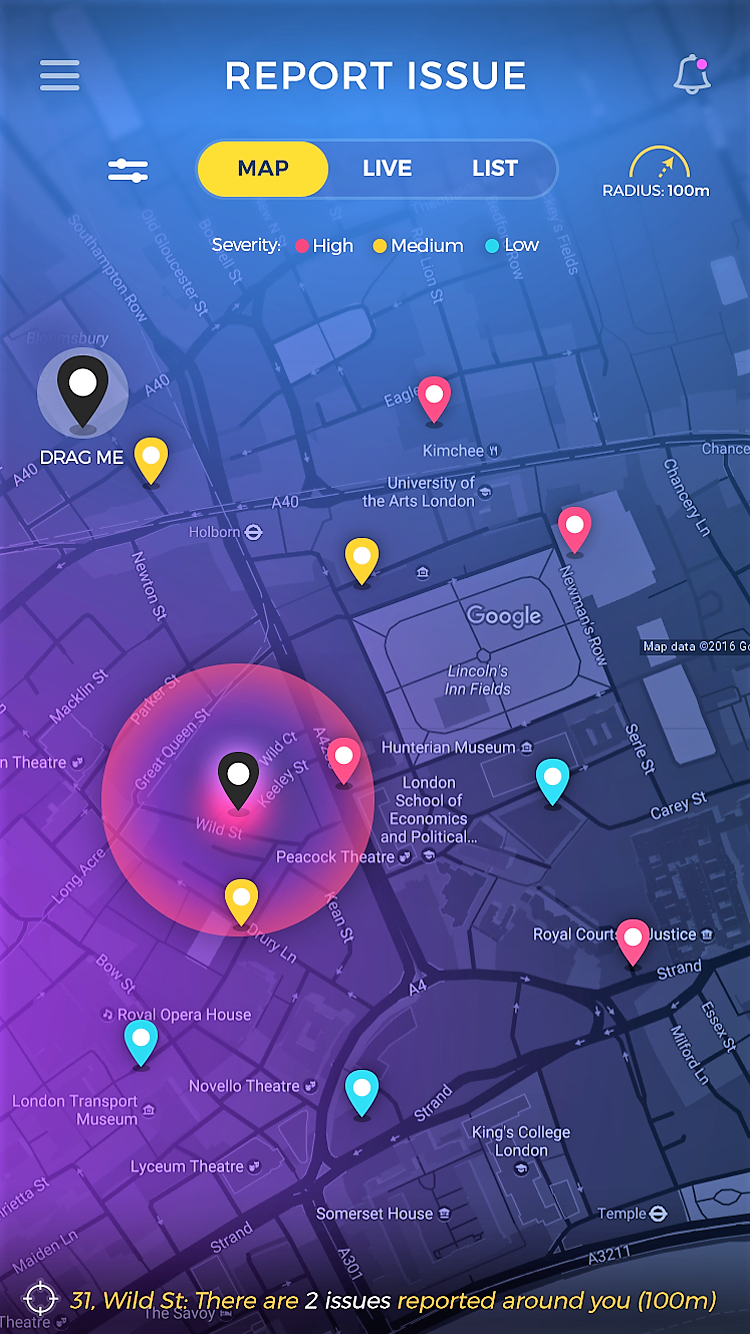 REPORT ISSUE
MAP
LIVE
LIST
RADIUS: 100m
Severity: High Medium Low
Southampton Row
Old Gloucester St
Bloomsbury
A40
Eagle
DRAG ME
Kimchee
A40
Chance
University of
the Arts London
A40
Chancery Ln
Holborn
Newton St
Newman's Row
Google
Map data ©2016 Go
Lincoln's
Inn Fields
Macklin St
Parker St
Great Queen St
Wild Ct
Keeley St
Hunterian Museum
Serle St
n Theatre
London
School of
Economics
and Political...
Carey St
Wild St
Peacock Theatre
Long Acre
Kean St
Drury Ln
Royal Courts Justice
Strand
Bow St
A4
Royal Opera House
Essex St
Milford Ln
Novello Theatre
London Transport
Museum
Strand
King's College
London
Lyceum Theatre
rietta St
Somerset House
Temple
Maiden Ln
Strand
A301
A3211
31, Wild St: There are 2 issues reported around you (100m)
The Savoy
Theatre